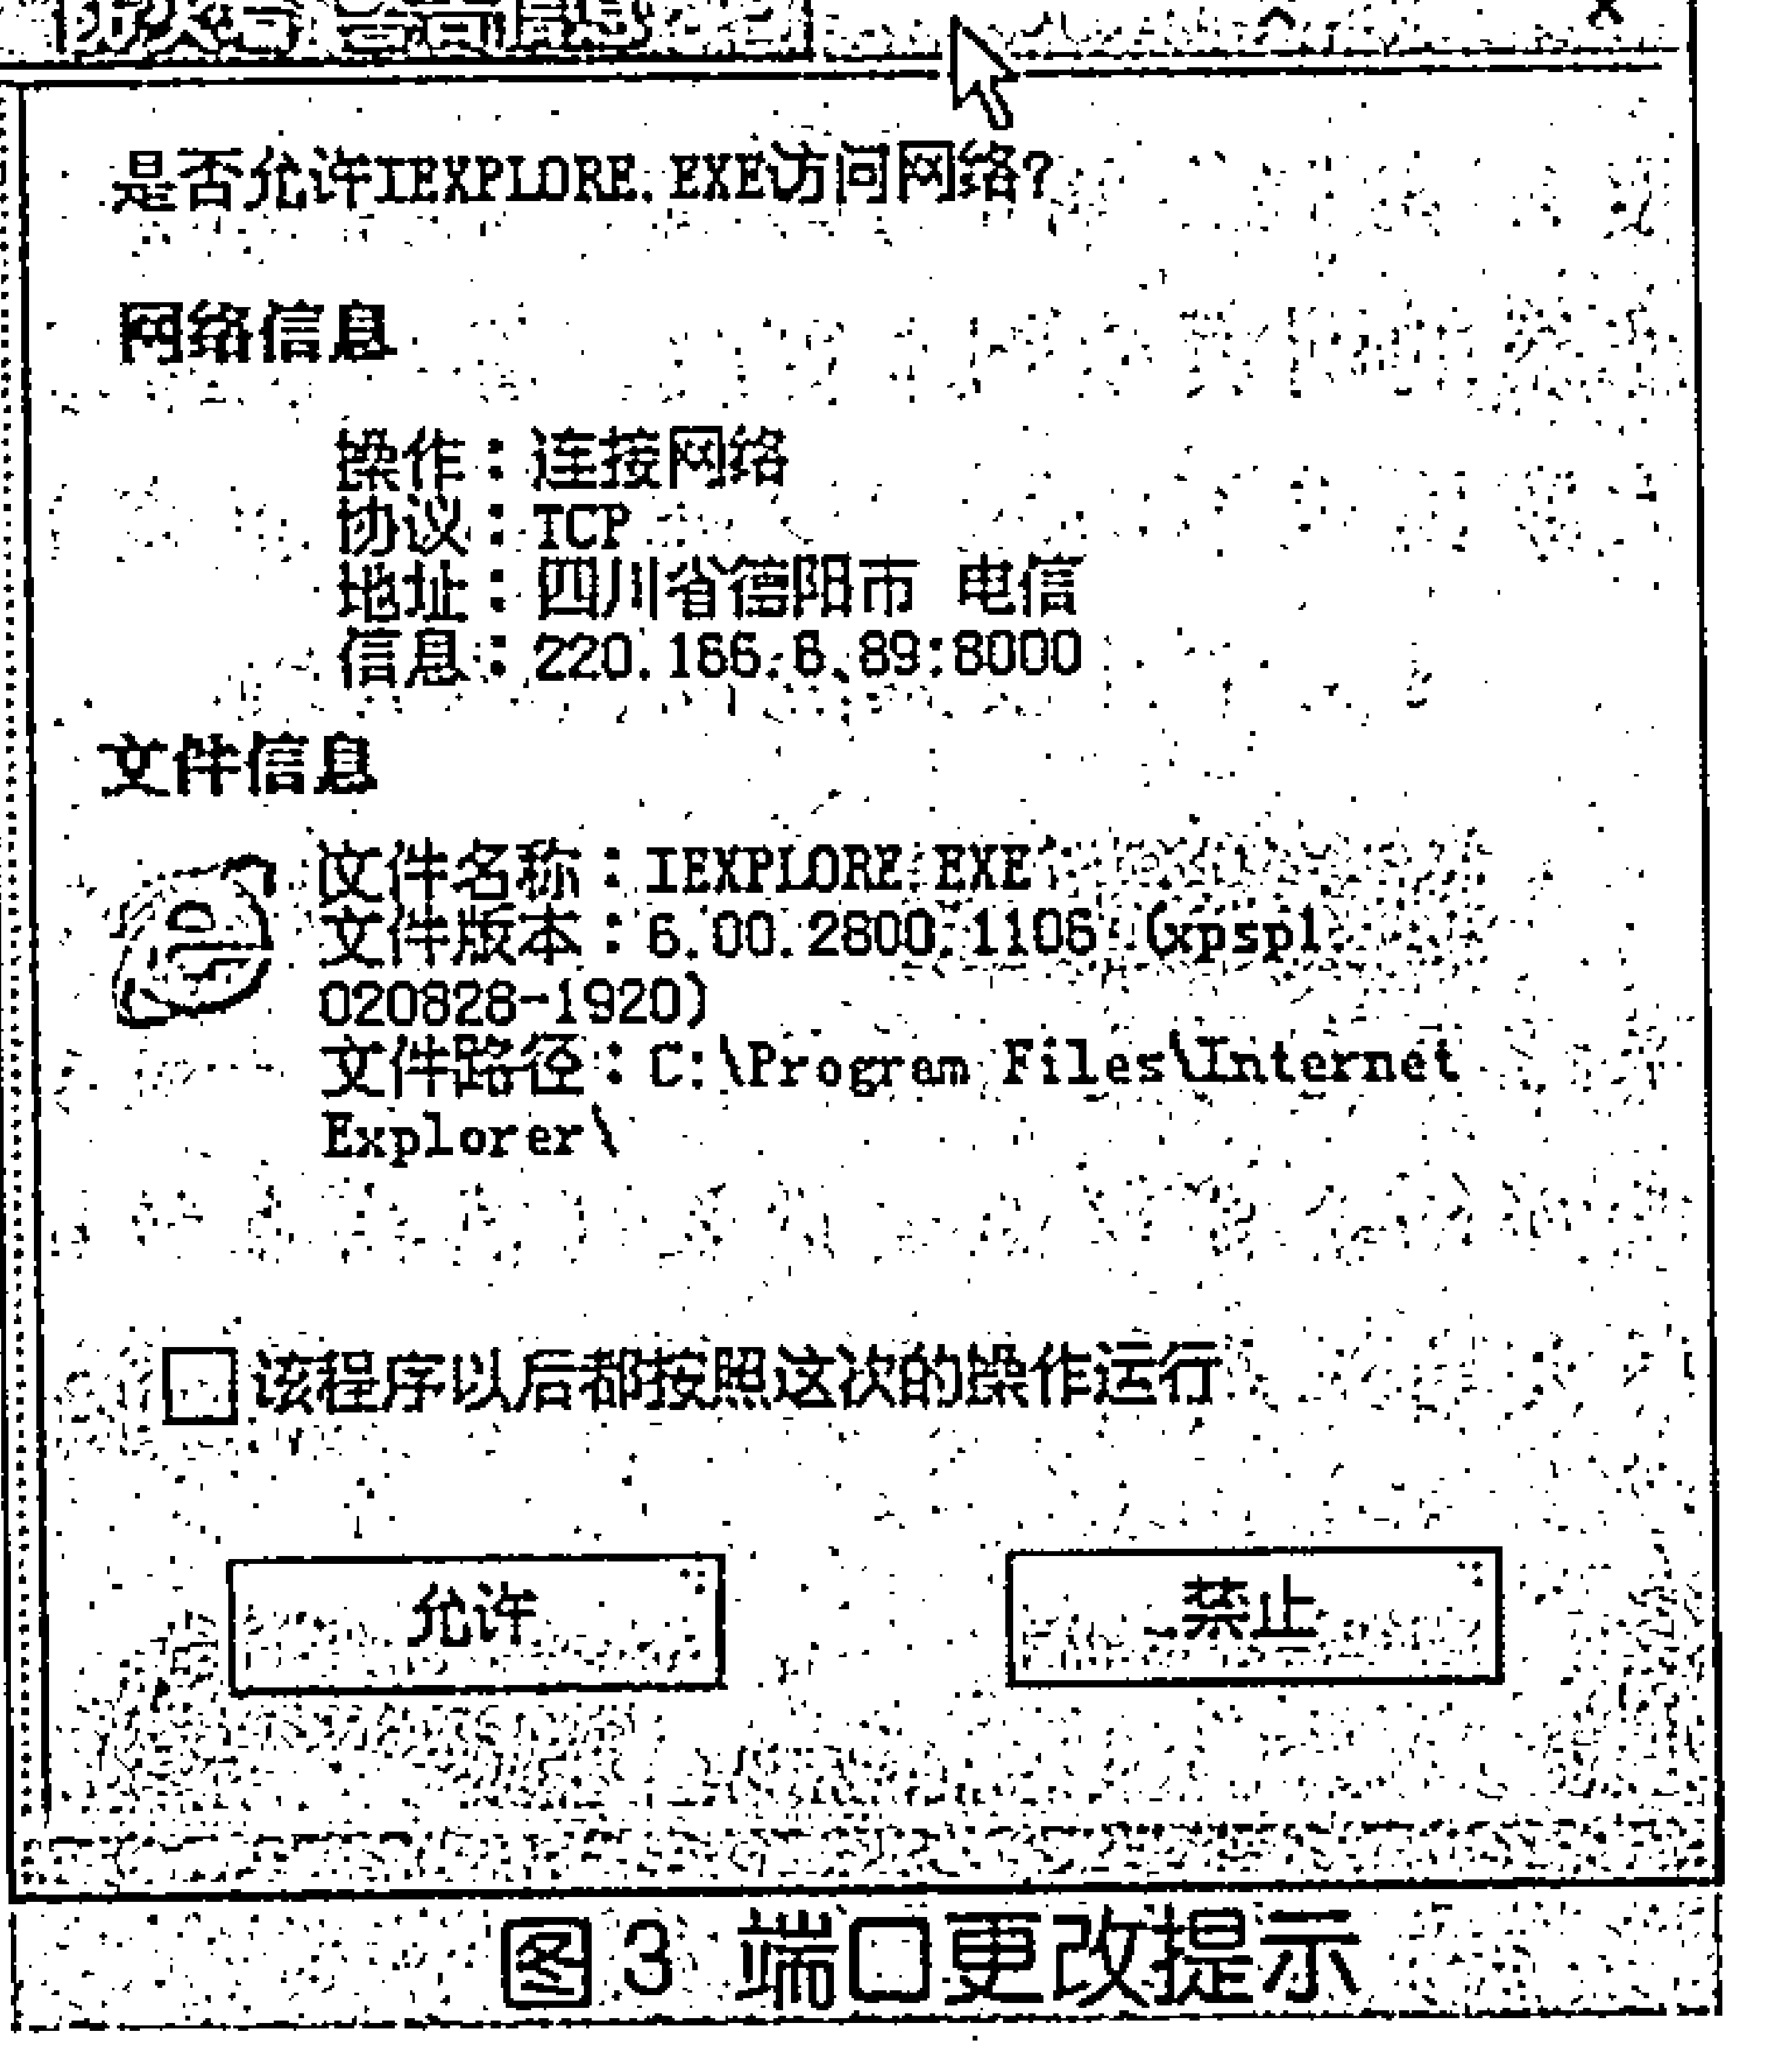 是否允许IEXPLORE.EXE访问网络?
网络信息
操作：连接网络
协议：TCP
地址：四川省德阳市 电信
信息：220.166.6.89:8000
文件信息
文件名称：IEXPLORE.EXE
文件版本：6.00.2800.1106 (xpsp1.
020828-1920)
文件路径：C:\Program Files\Internet
Explorer\
该程序以后都按照这次的操作运行
允许
禁止
图3 端口更改提示